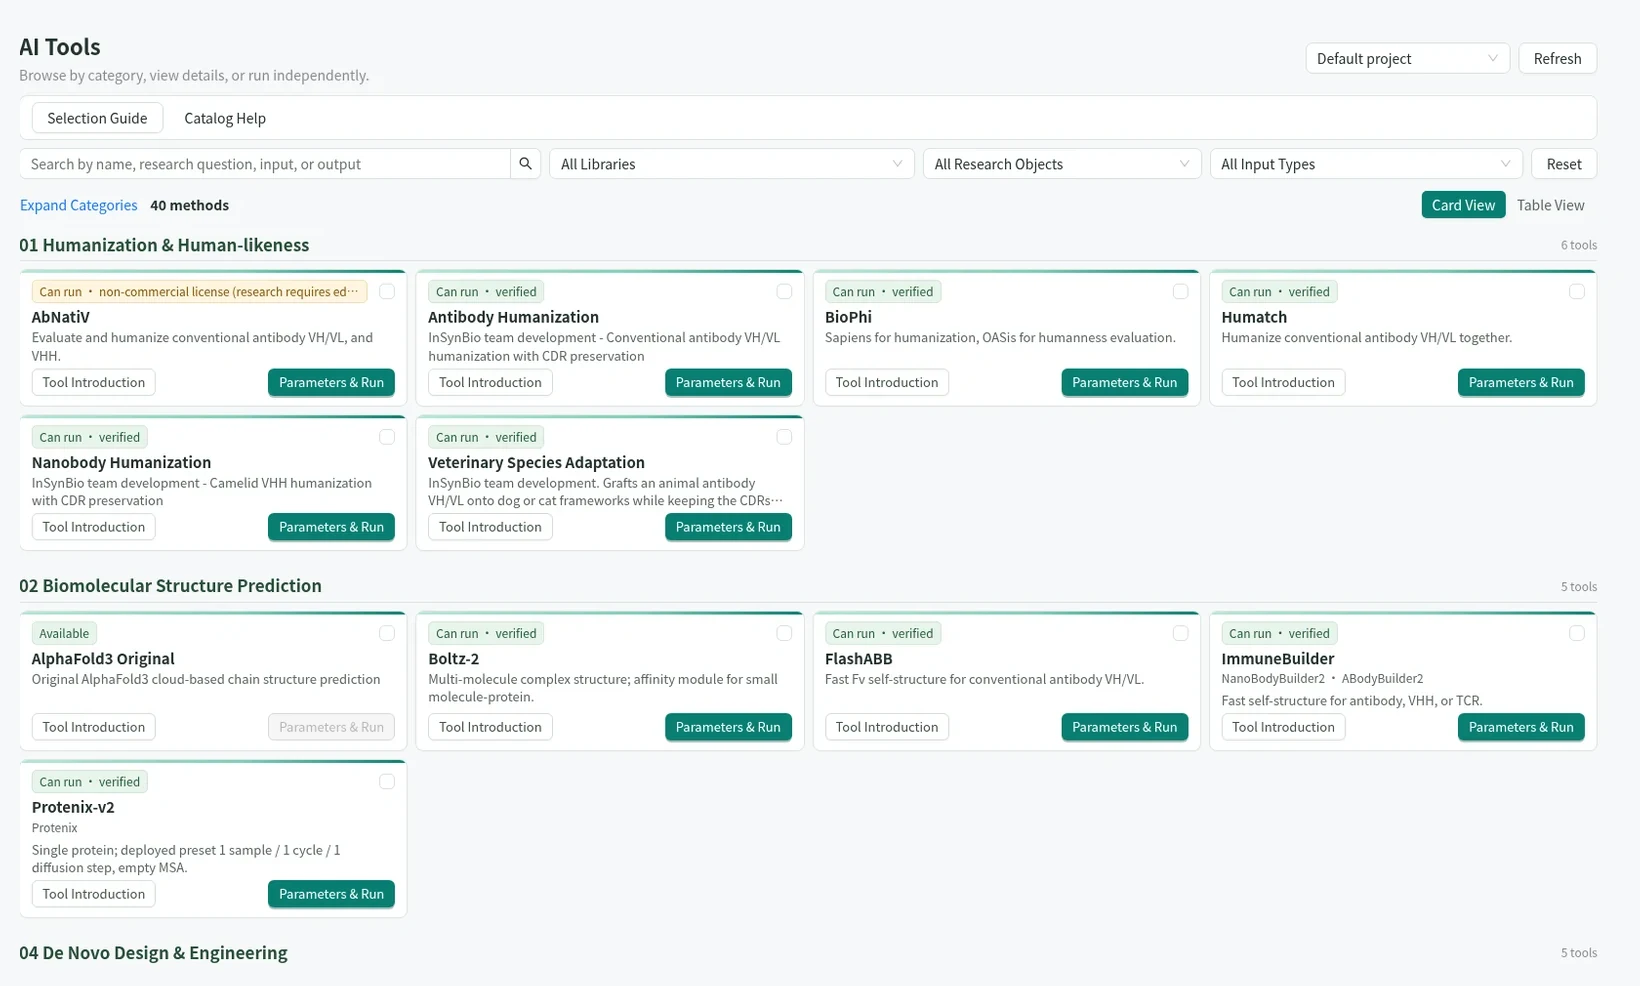 AI Tools
Browse by category, view details, or run independently.
Default project
Refresh
Selection Guide
Catalog Help
Search by name, research question, input, or output
All Libraries
All Research Objects
All Input Types
Reset
Expand Categories
40 methods
Card View
Table View
01 Humanization & Human-likeness
6 tools
Can run • non-commercial license (research requires ed···
AbNatiV
Evaluate and humanize conventional antibody VH/VL, and
VHH.
Tool Introduction
Parameters & Run
Can run • verified
Antibody Humanization
InSynBio team development - Conventional antibody VH/VL
humanization with CDR preservation
Tool Introduction
Parameters & Run
Can run • verified
BioPhi
Sapiens for humanization, OASis for humanness evaluation.
Tool Introduction
Parameters & Run
Can run • verified
Humatch
Humanize conventional antibody VH/VL together.
Tool Introduction
Parameters & Run
Can run • verified
Nanobody Humanization
InSynBio team development - Camelid VHH humanization
with CDR preservation
Tool Introduction
Parameters & Run
Can run • verified
Veterinary Species Adaptation
InSynBio team development. Grafts an animal antibody
VH/VL onto dog or cat frameworks while keeping the CDRs···
Tool Introduction
Parameters & Run
02 Biomolecular Structure Prediction
5 tools
Available
AlphaFold3 Original
Original AlphaFold3 cloud-based chain structure prediction
Tool Introduction
Parameters & Run
Can run • verified
Boltz-2
Multi-molecule complex structure; affinity module for small
molecule-protein.
Tool Introduction
Parameters & Run
Can run • verified
FlashABB
Fast Fv self-structure for conventional antibody VH/VL.
Tool Introduction
Parameters & Run
Can run • verified
ImmuneBuilder
NanoBodyBuilder2 • ABodyBuilder2
Fast self-structure for antibody, VHH, or TCR.
Tool Introduction
Parameters & Run
Can run • verified
Protenix-v2
Protenix
Single protein; deployed preset 1 sample / 1 cycle / 1
diffusion step, empty MSA.
Tool Introduction
Parameters & Run
04 De Novo Design & Engineering
5 tools